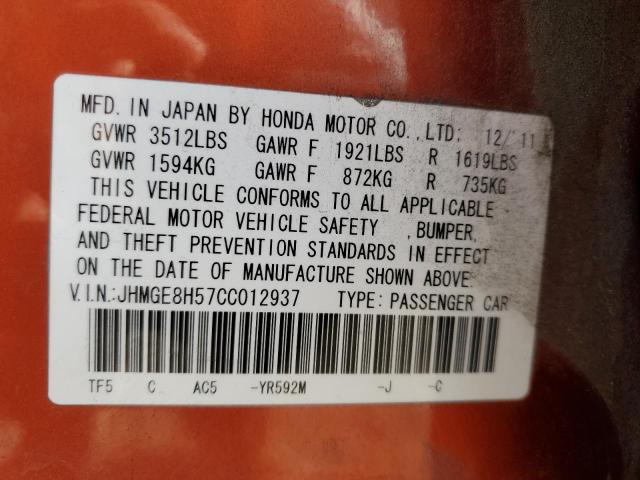 MFD. IN JAPAN BY HONDA MOTOR CO., LTD: 12/'11
GVWR 3512LBS GAWR F 1921LBS R 1619LBS
GVWR 1594KG GAWR F 872KG R 735KG
THIS VEHICLE CONFORMS TO ALL APPLICABLE
FEDERAL MOTOR VEHICLE SAFETY ,BUMPER,
AND THEFT PREVENTION STANDARDS IN EFFECT
ON THE DATE OF MANUFACTURE SHOWN ABOVE.
V.I.N.:JHMGE8H57CC012937 TYPE: PASSENGER CAR
TF5 C AC5 -YR592M -J -C